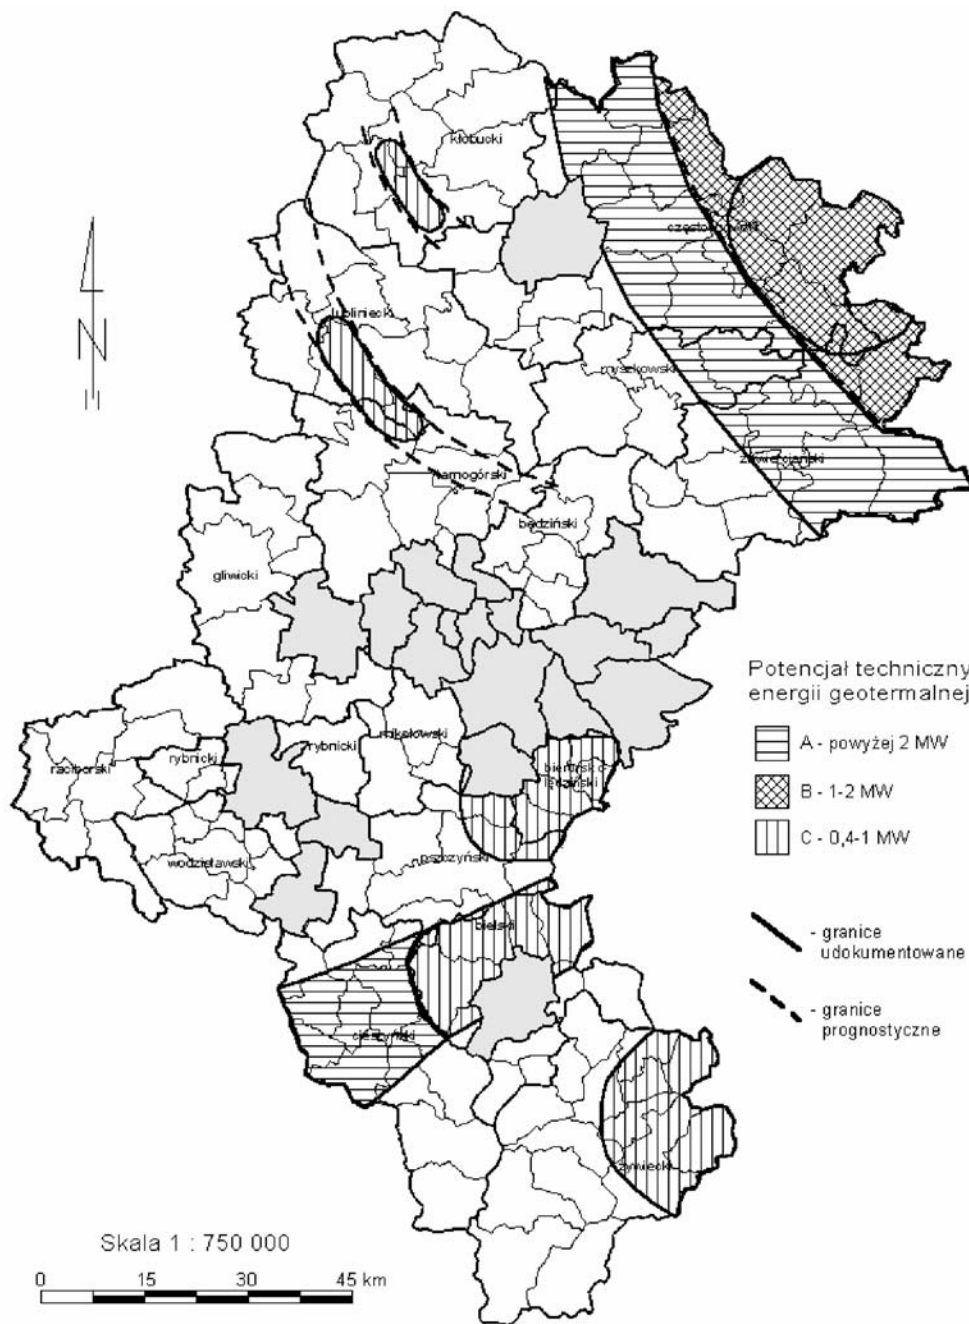 kłobucki
N
lubliniecki
myszkowski
zawierciański
tarnogórski
będziński
gliwicki
Potencjał techniczny
energii geotermalnej
A - powyżej 2 MW
B - 1-2 MW
C - 0,4-1 MW
mikołowski
rybnicki
rybnicki
raciborski
lędziński
wodzisławski
pszczyński
bielski
- granice
udokumentowane
- granice
prognostyczne
cieszyński
żywiecki
Skala 1 : 750 000
0 15 30 45 km